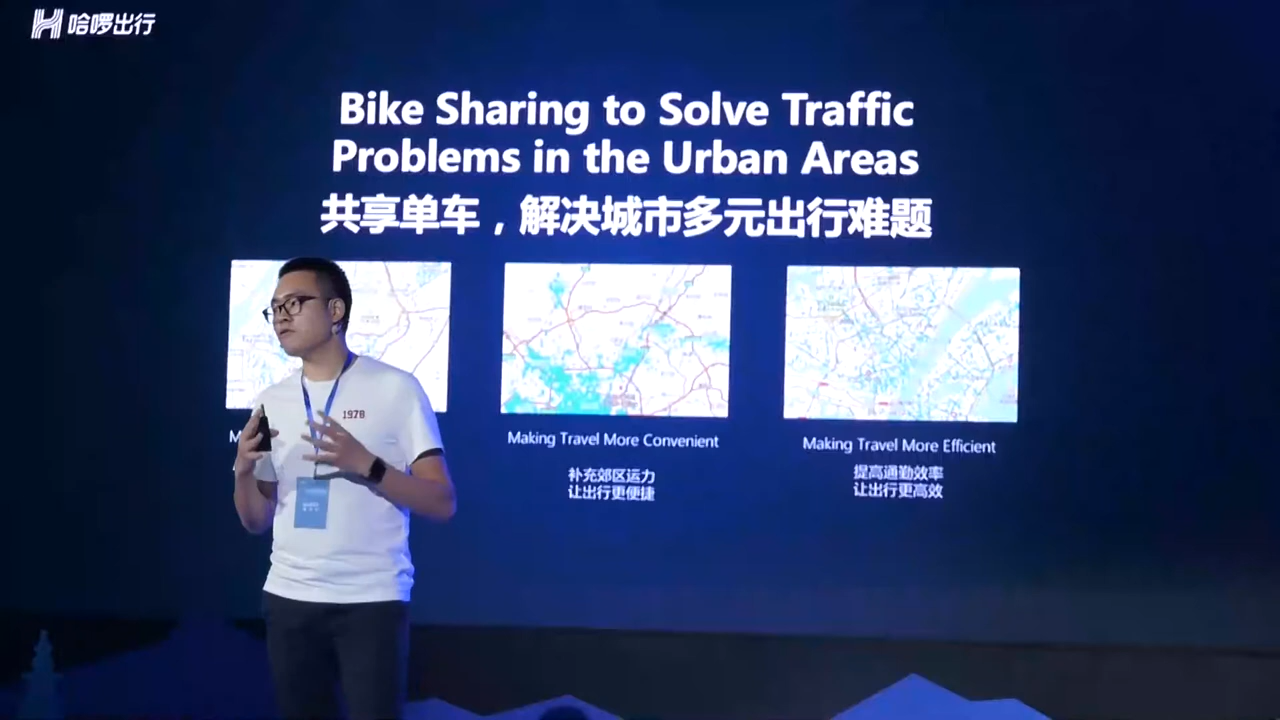 哈啰出行
Bike Sharing to Solve Traffic
Problems in the Urban Areas
共享单车，解决城市多元出行难题
1978
M
Making Travel More Convenient
补充郊区运力
让出行更便捷
Making Travel More Efficient
提高通勤效率
让出行更高效